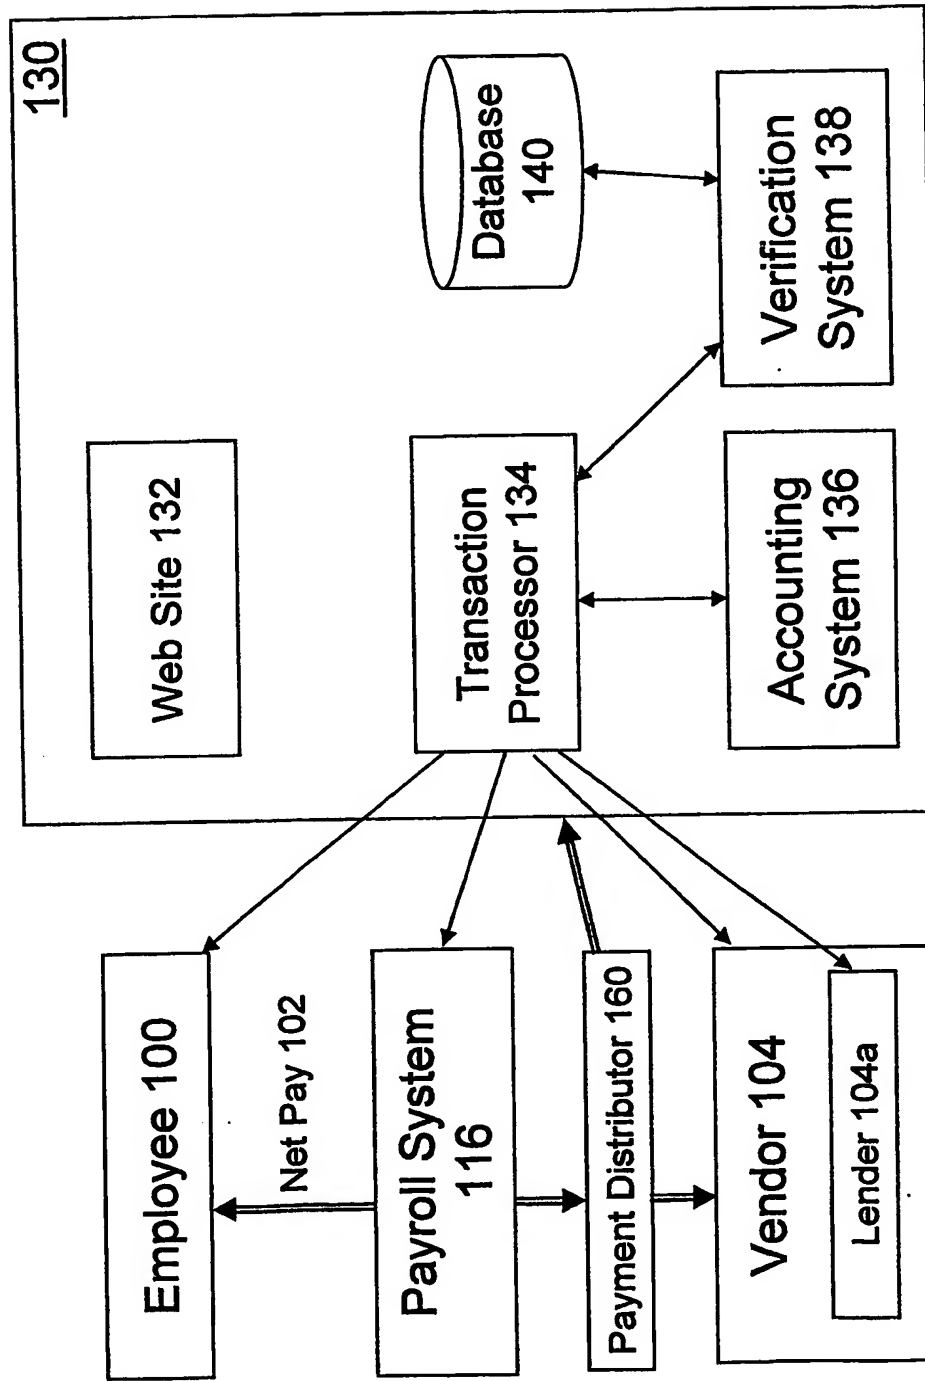 130
Employee 100
Net Pay 102
Payroll System
116
Payment Distributor 160
Vendor 104
Lender 104a
Web Site 132
Transaction
Processor 134
Accounting
System 136
Database
140
Verification
System 138